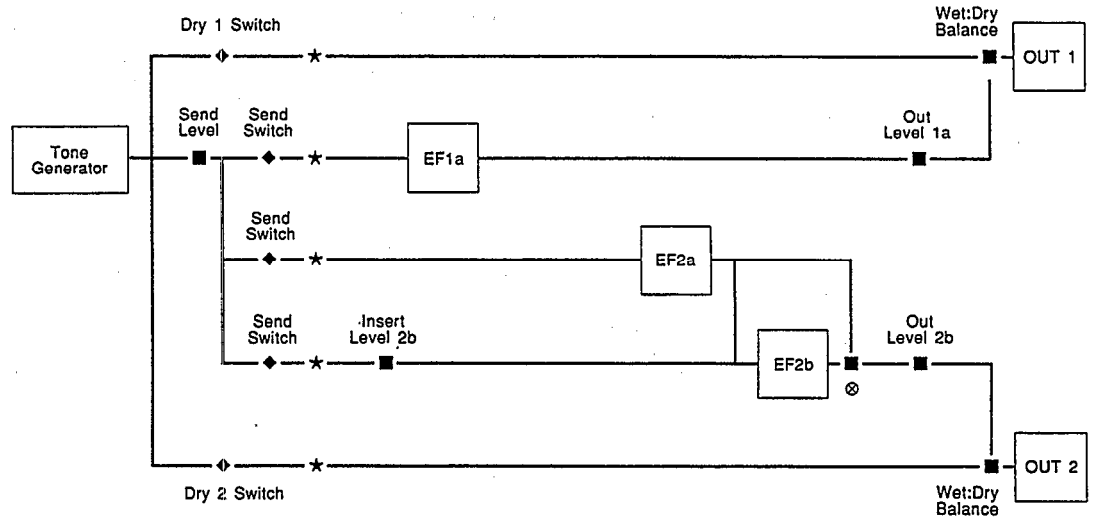 Dry 1 Switch
Wet:Dry
Balance
OUT 1
Send
Level
Send
Switch
Out
Level 1a
Tone
Generator
EF1a
Send
Switch
EF2a
Send
Switch
Insert
Level 2b
Out
Level 2b
EF2b
OUT 2
Dry 2 Switch
Wet:Dry
Balance